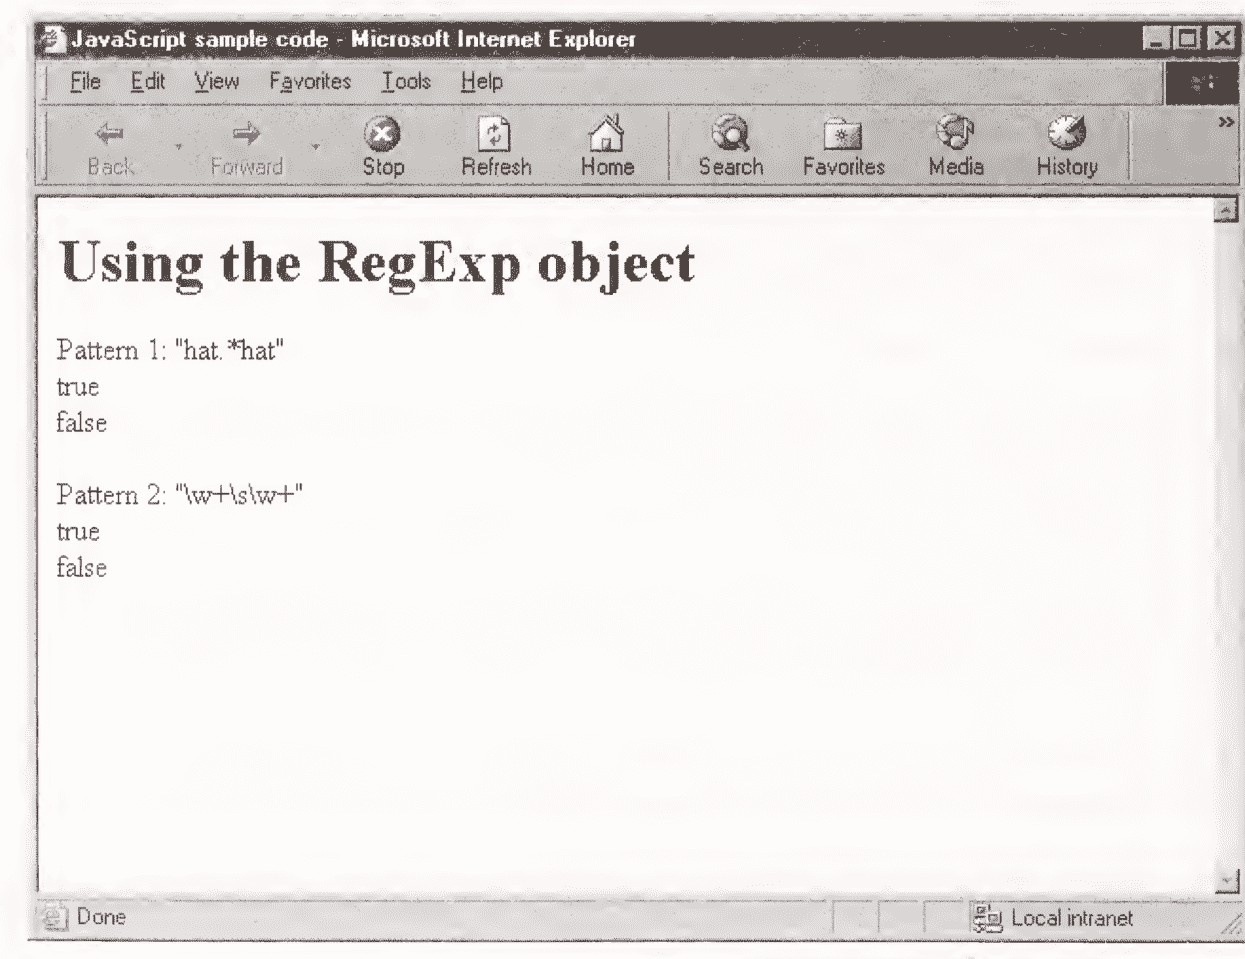 JavaScript sample code - Microsoft Internet Explorer
File Edit View Favorites Tools Help
Back Forward Stop Refresh Home Search Favorites Media History »
Using the RegExp object
Pattern 1: "hat.*hat"
true
false
Pattern 2: "\w+\s\w+"
true
false
Done Local intranet